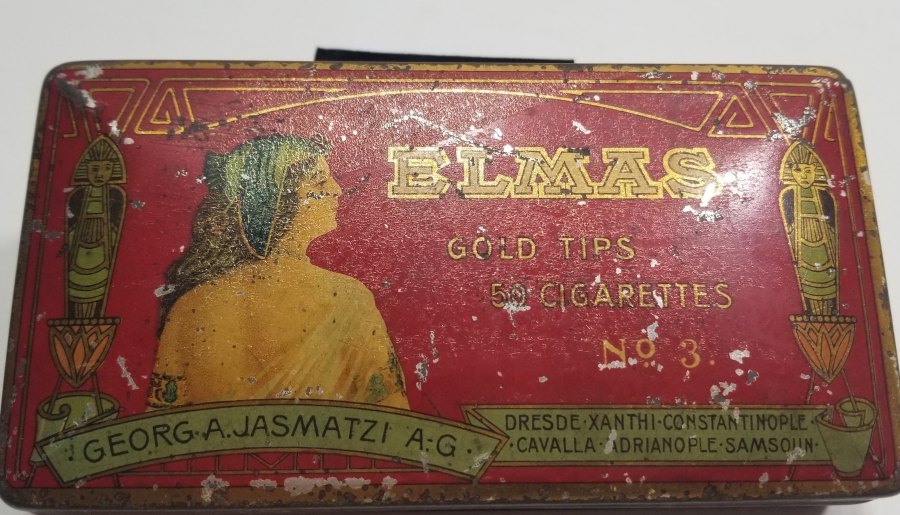 ELMAS
GOLD TIPS
50 CIGARETTES
No 3.
GEORG·A.JASMATZI A-G.
DRESDE·XANTHI·CONSTANTINOPLE·
·CAVALLA·ADRIANOPLE·SAMSOUN·